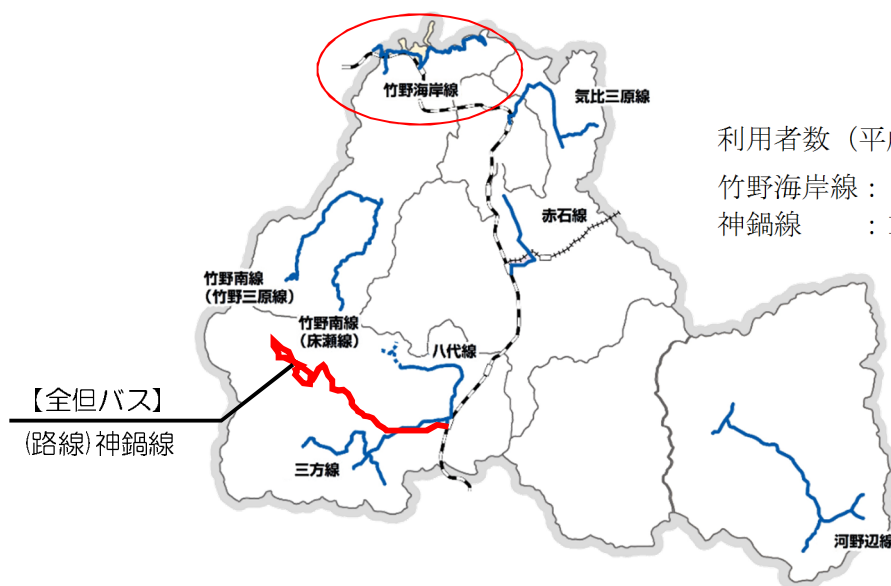 竹野海岸線
気比三原線
利用者数（平
竹野海岸線：
神鍋線　　：
赤石線
竹野南線
（竹野三原線）
竹野南線
（床瀬線）
八代線
【全但バス】
(路線)神鍋線
三方線
河野辺線